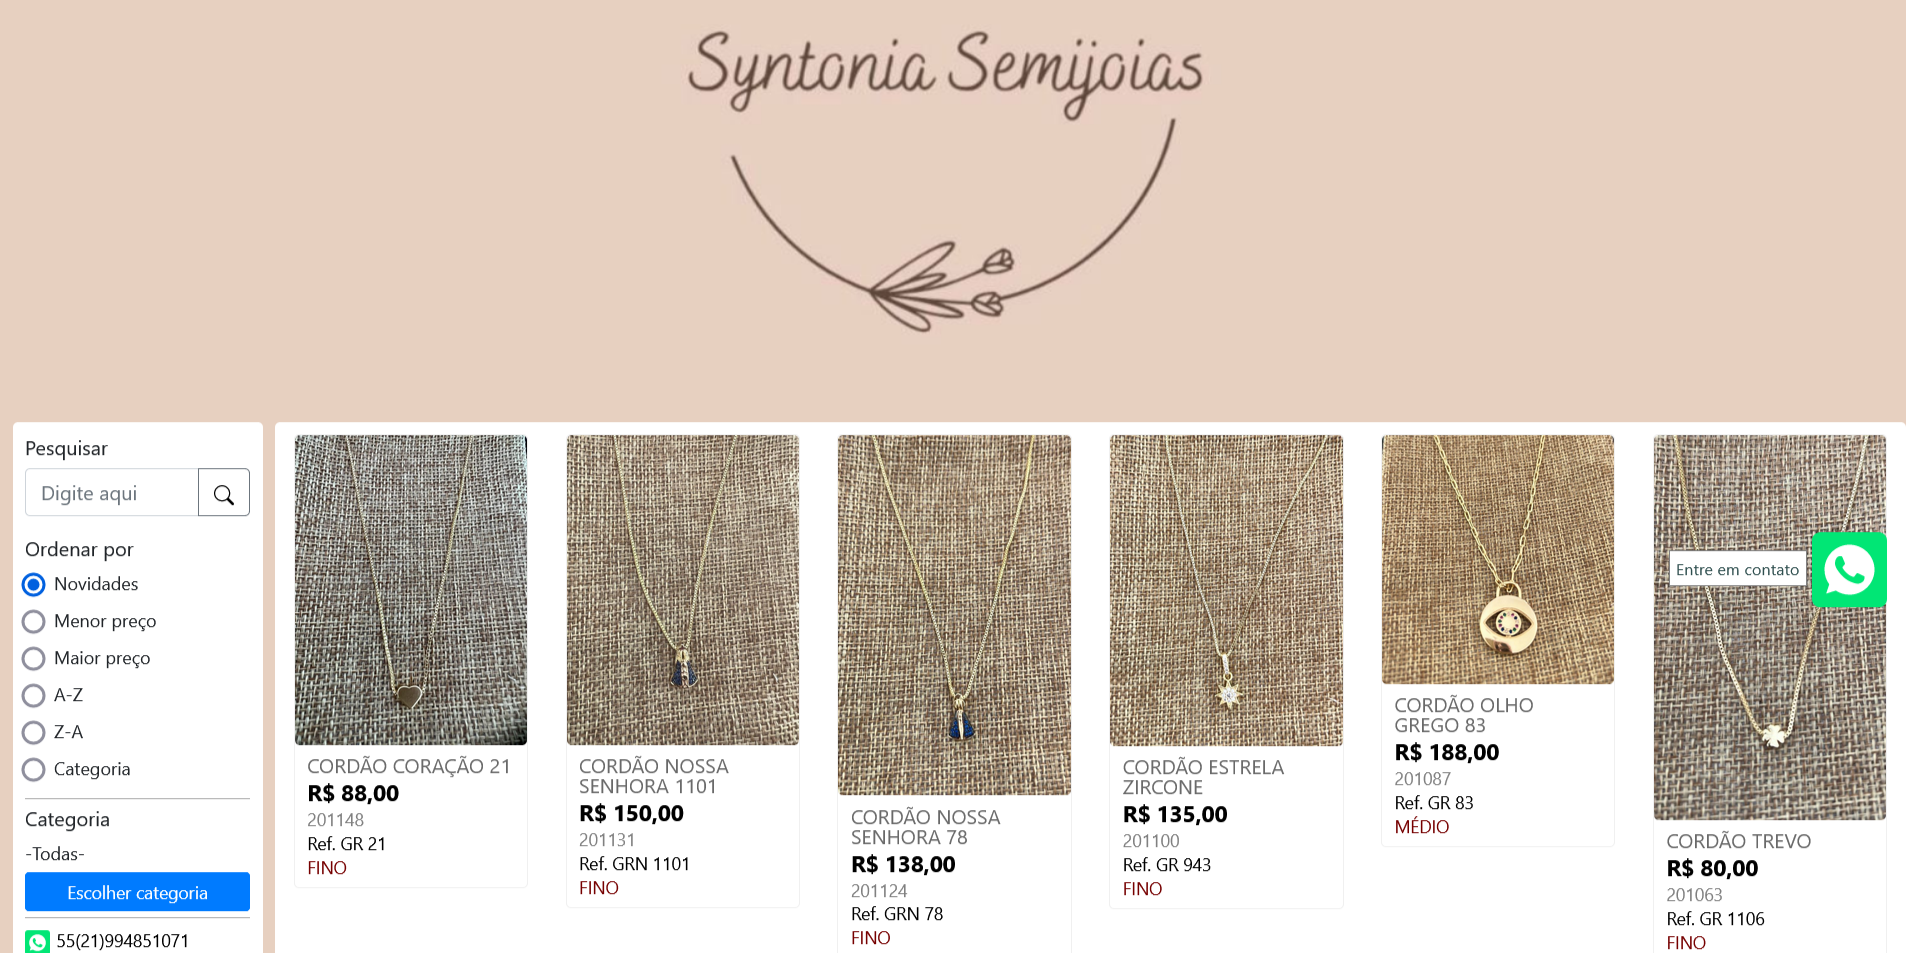 Syntonia Semijoias
Pesquisar
Digite aqui
Ordenar por
Novidades
Menor preço
Maior preço
A-Z
Z-A
Categoria
Categoria
-Todas-
Escolher categoria
55(21)994851071
CORDÃO CORAÇÃO 21
R$ 88,00
201148
Ref. GR 21
FINO
CORDÃO NOSSA
SENHORA 1101
R$ 150,00
201131
Ref. GRN 1101
FINO
CORDÃO NOSSA
SENHORA 78
R$ 138,00
201124
Ref. GRN 78
FINO
CORDÃO ESTRELA
ZIRCONE
R$ 135,00
201100
Ref. GR 943
FINO
CORDÃO OLHO
GREGO 83
R$ 188,00
201087
Ref. GR 83
MÉDIO
Entre em contato
CORDÃO TREVO
R$ 80,00
201063
Ref. GR 1106
FINO